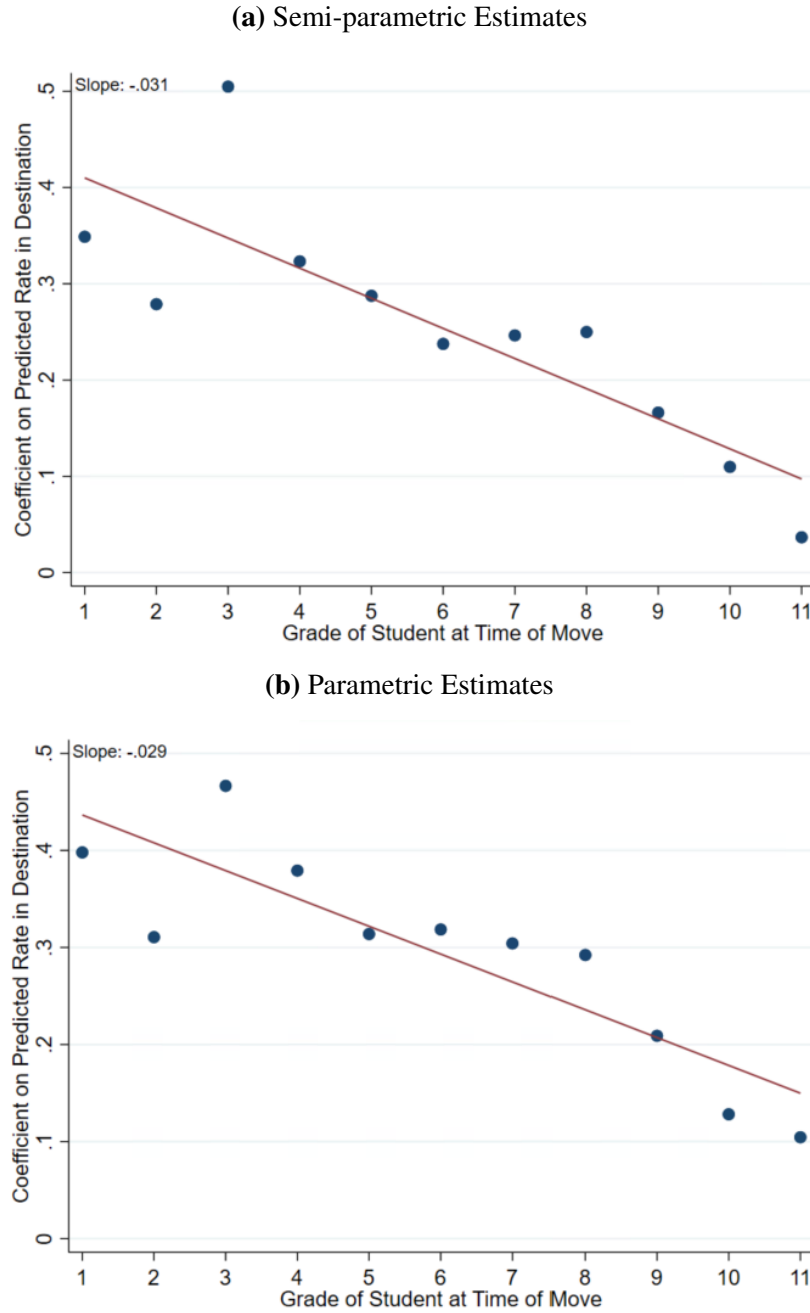 (a) Semi-parametric Estimates
Slope: -.031
Coefficient on Predicted Rate in Destination
.5
.4
.3
.2
.1
0
1 2 3 4 5 6 7 8 9 10 11
Grade of Student at Time of Move
(b) Parametric Estimates
Slope: -.029
Coefficient on Predicted Rate in Destination
.5
.4
.3
.2
.1
0
1 2 3 4 5 6 7 8 9 10 11
Grade of Student at Time of Move